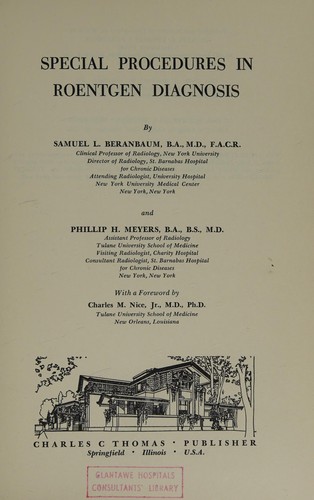 SPECIAL PROCEDURES IN
ROENTGEN DIAGNOSIS
By
SAMUEL L. BERANBAUM, B.A., M.D., F.A.C.R.
Clinical Professor of Radiology, New York University
Director of Radiology, St. Barnabas Hospital
for Chronic Diseases
Attending Radiologist, University Hospital
New York University Medical Center
New York, New York
and
PHILLIP H. MEYERS, B.A., B.S., M.D.
Assistant Professor of Radiology
Tulane University School of Medicine
Visiting Radiologist, Charity Hospital
Consultant Radiologist, St. Barnabas Hospital
for Chronic Diseases
New York, New York
With a Foreword by
Charles M. Nice, Jr., M.D., Ph.D.
Tulane University School of Medicine
New Orleans, Louisiana
CHARLES C THOMAS · PUBLISHER
Springfield · Illinois · U.S.A.
GLANTAWE HOSPITALS
CONSULTANTS' LIBRARY